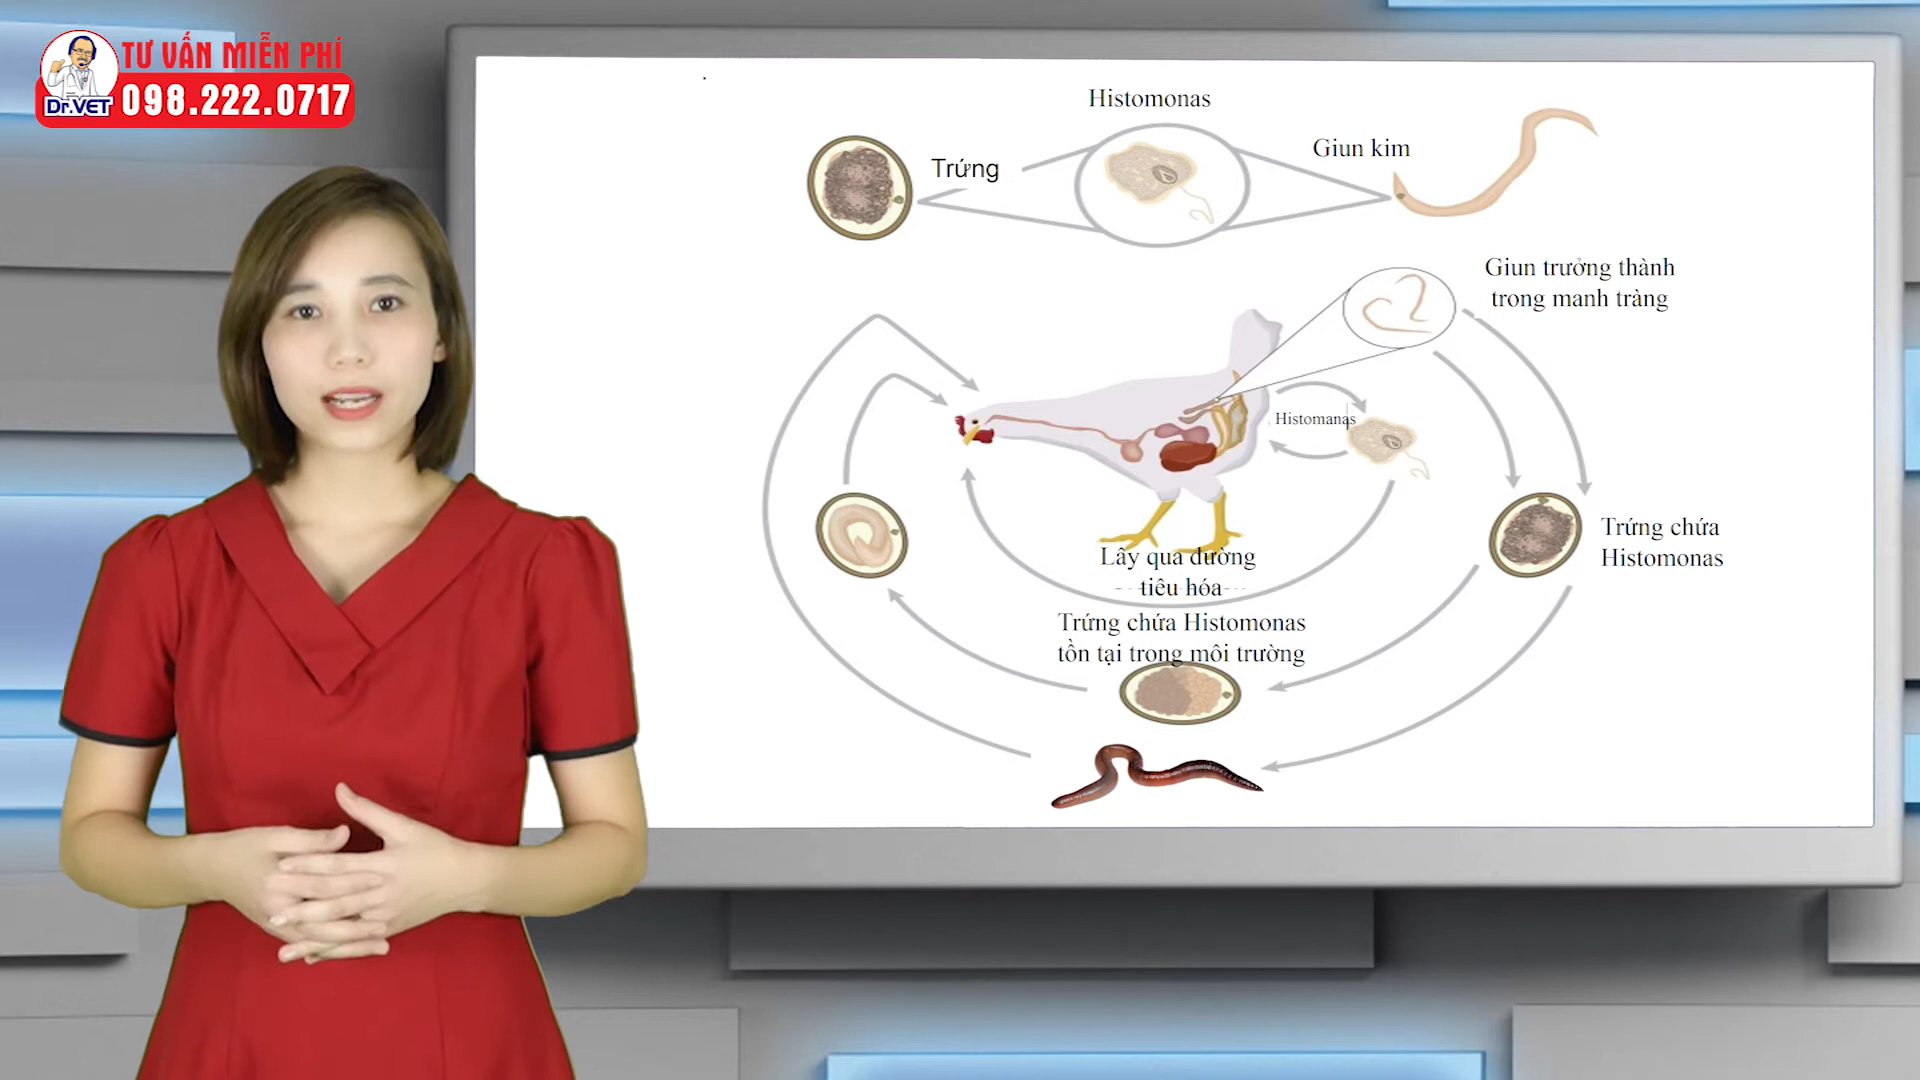 TƯ VẤN MIỄN PHÍ
Dr.VET
098.222.0717
Histomonas
Trứng
Giun kim
Giun trưởng thành
trong manh tràng
Histomanas
Trứng chứa
Histomonas
Lây qua đường
tiêu hóa
Trứng chứa Histomonas
tồn tại trong môi trường